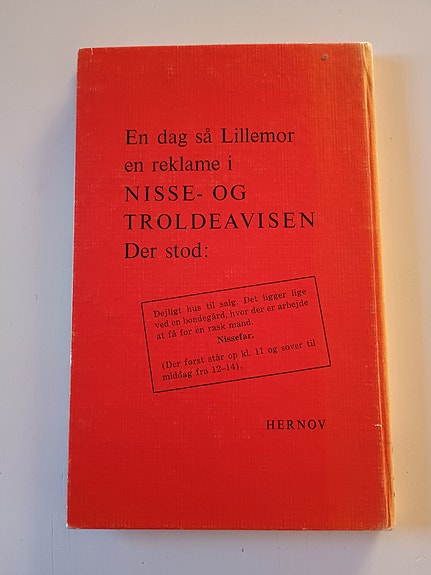 En dag så Lillemor
en reklame i
NISSE- OG
TROLDEAVISEN
Der stod:
Dejligt hus til salg. Det ligger lige
ved en bondegård, hvor der er arbejde
at få for en rask mand.
Nissefar.
(Der først står op kl. 11 og sover til
middag fra 12-14).
HERNOV